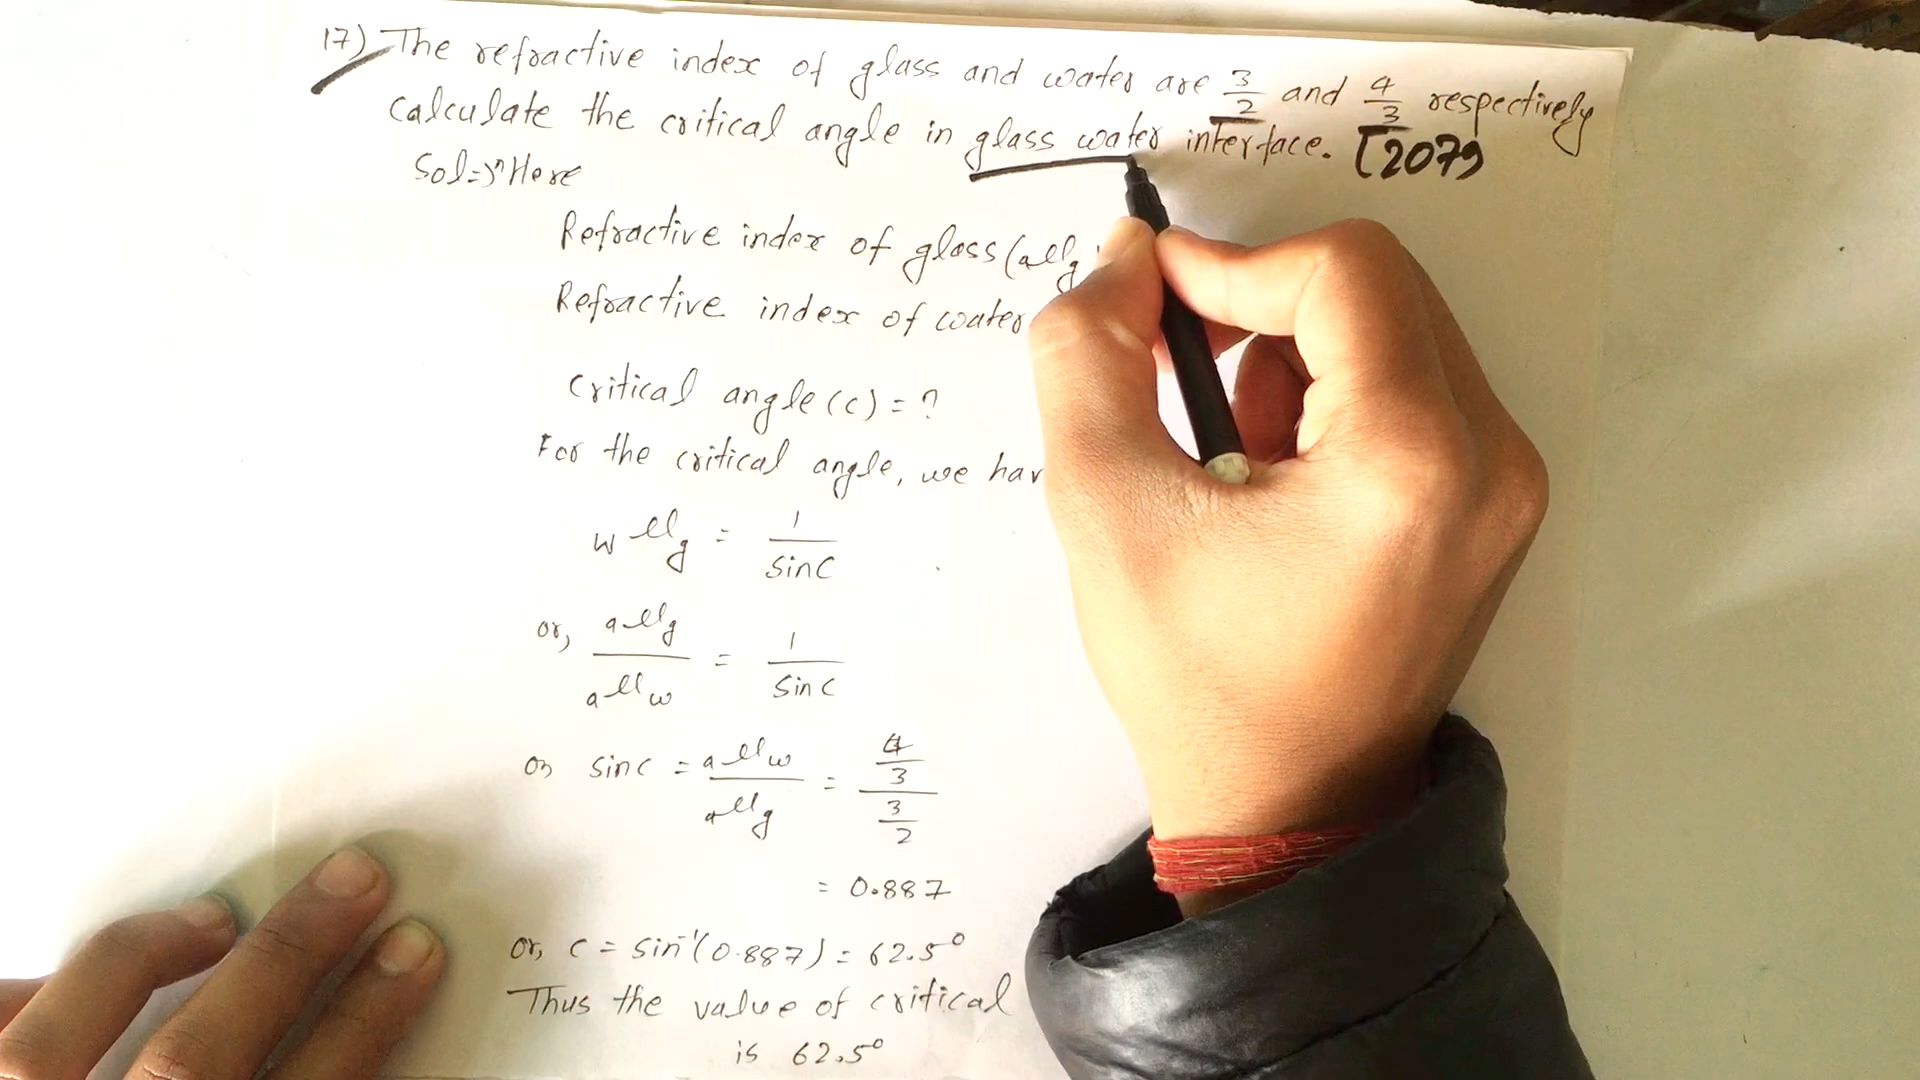 17) The refractive index of glass and water are 3/2 and 4/3 respectively
calculate the critical angle in glass water interface. [2079
Sol=>n Here
Refractive index of glass (aμg
Refractive index of water
Critical angle (c) = ?
For the critical angle, we hav
wμg = 1/sinC
or, aμg/aμw = 1/sinC
or sinc = aμw/aμg = 4/3 / 3/2
= 0.887
or, c = sin⁻¹(0.887) = 62.5°
Thus the value of critical
is 62.5°